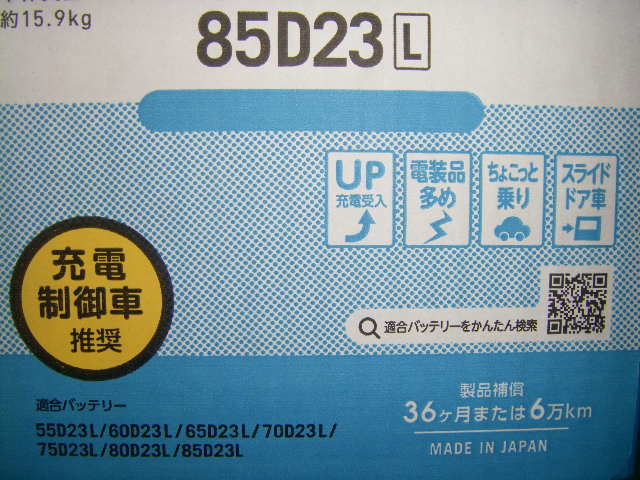 約15.9kg
85D23 L
UP
充電受入
電装品
多め
ちょこっと
乗り
スライド
ドア車
充電
制御車
推奨
適合バッテリーをかんたん検索
適合バッテリー
55D23L/60D23L/65D23L/70D23L/
75D23L/80D23L/85D23L
製品補償
36ヶ月または6万km
MADE IN JAPAN